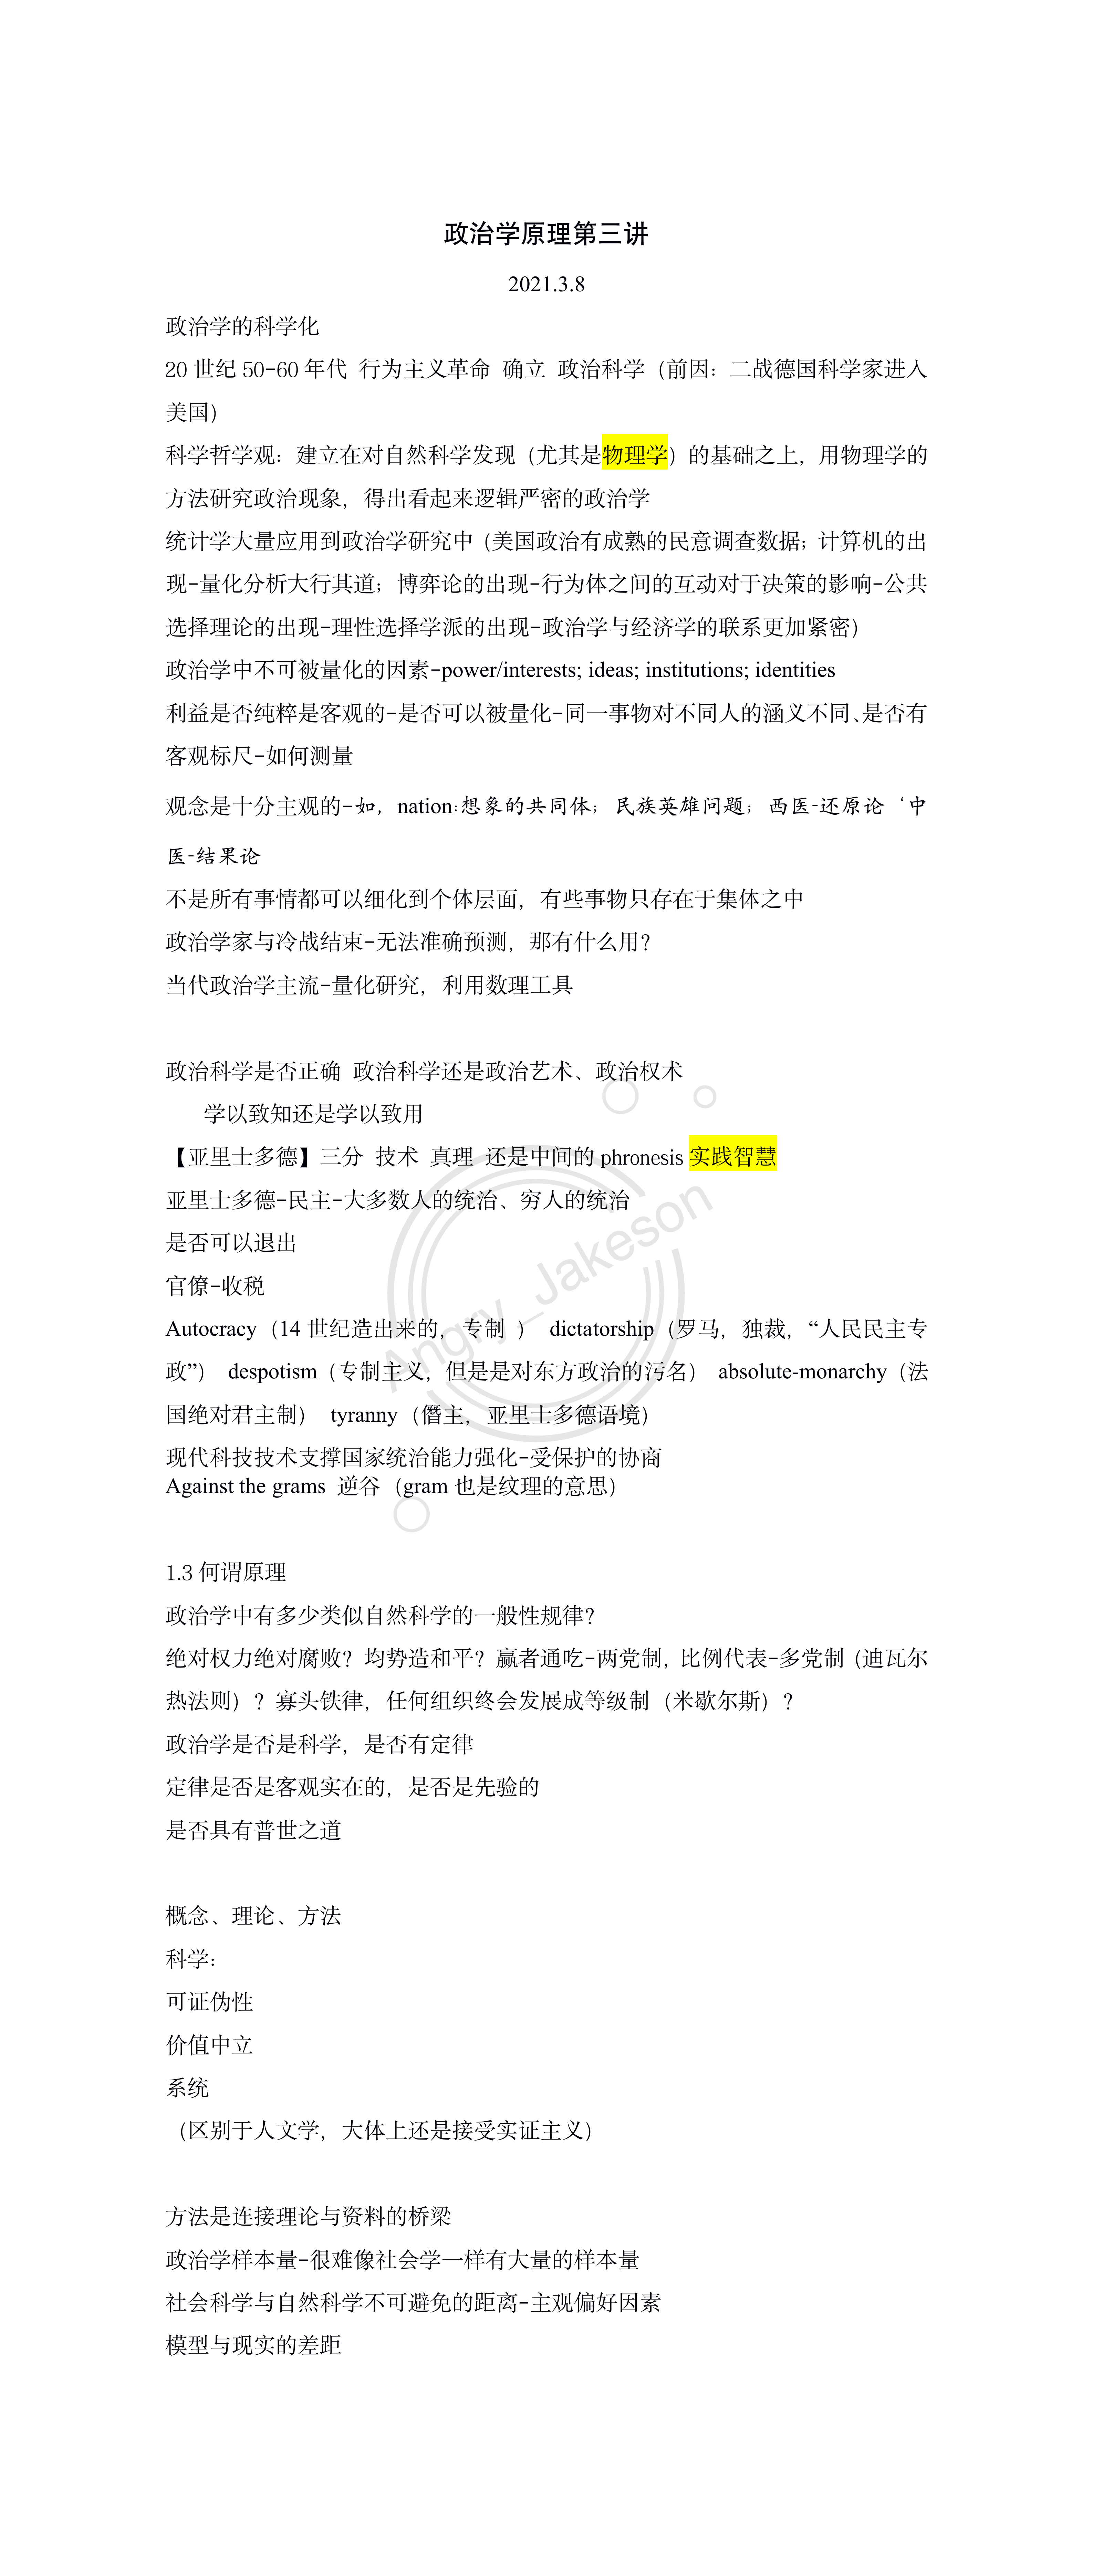 政治学原理第三讲
2021.3.8
政治学的科学化
20 世纪 50-60 年代 行为主义革命 确立 政治科学（前因：二战德国科学家进入
美国）
科学哲学观：建立在对自然科学发现（尤其是物理学）的基础之上，用物理学的
方法研究政治现象，得出看起来逻辑严密的政治学
统计学大量应用到政治学研究中（美国政治有成熟的民意调查数据；计算机的出
现-量化分析大行其道；博弈论的出现-行为体之间的互动对于决策的影响-公共
选择理论的出现-理性选择学派的出现-政治学与经济学的联系更加紧密）
政治学中不可被量化的因素-power/interests; ideas; institutions; identities
利益是否纯粹是客观的-是否可以被量化-同一事物对不同人的涵义不同、是否有
客观标尺-如何测量
观念是十分主观的-如，nation:想象的共同体；民族英雄问题；西医-还原论‘中
医-结果论
不是所有事情都可以细化到个体层面，有些事物只存在于集体之中
政治学家与冷战结束-无法准确预测，那有什么用？
当代政治学主流-量化研究，利用数理工具
政治科学是否正确 政治科学还是政治艺术、政治权术
学以致知还是学以致用
【亚里士多德】三分 技术 真理 还是中间的 phronesis 实践智慧
亚里士多德-民主-大多数人的统治、穷人的统治
是否可以退出
官僚-收税
Autocracy（14 世纪造出来的，专制 ） dictatorship（罗马，独裁，“人民民主专
政”） despotism（专制主义，但是是对东方政治的污名） absolute-monarchy（法
国绝对君主制） tyranny（僭主，亚里士多德语境）
现代科技技术支撑国家统治能力强化-受保护的协商
Against the grams 逆谷（gram 也是纹理的意思）
Angry_Jakeson
1.3 何谓原理
政治学中有多少类似自然科学的一般性规律？
绝对权力绝对腐败？均势造和平？赢者通吃-两党制，比例代表-多党制（迪瓦尔
热法则）？寡头铁律，任何组织终会发展成等级制（米歇尔斯）？
政治学是否是科学，是否有定律
定律是否是客观实在的，是否是先验的
是否具有普世之道
概念、理论、方法
科学：
可证伪性
价值中立
系统
（区别于人文学，大体上还是接受实证主义）
方法是连接理论与资料的桥梁
政治学样本量-很难像社会学一样有大量的样本量
社会科学与自然科学不可避免的距离-主观偏好因素
模型与现实的差距